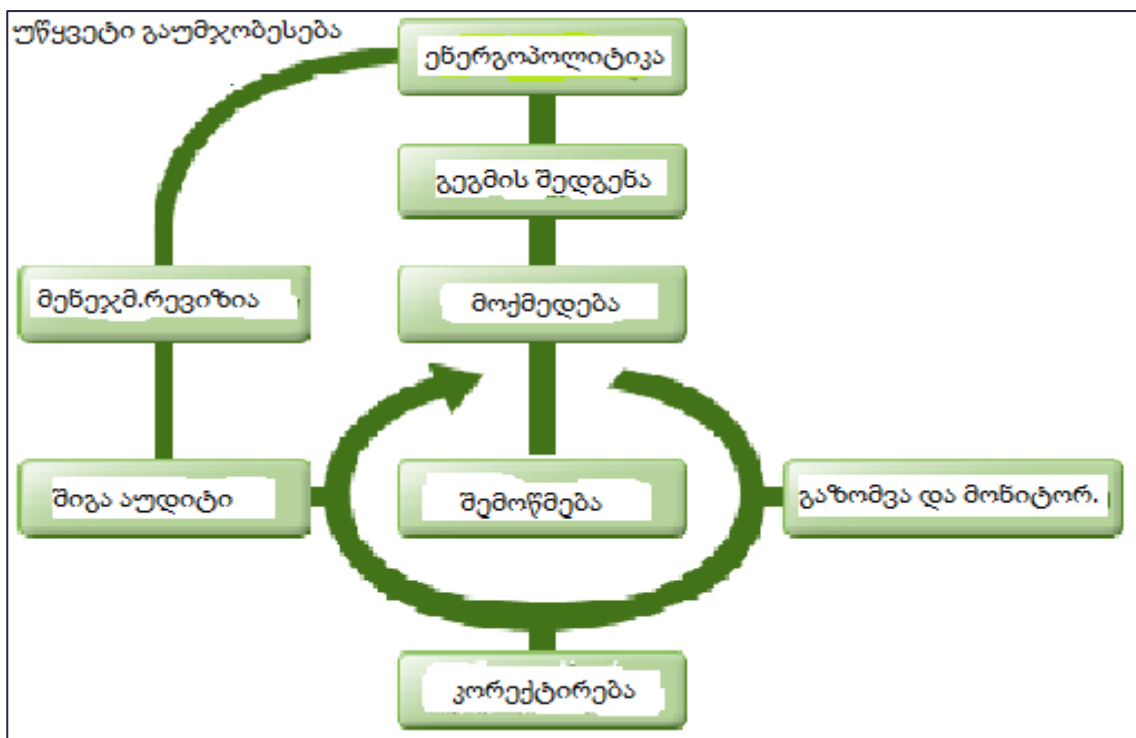 უწყვეტი გაუმჯობესება
ენერგოპოლიტიკა
გეგმის შედგენა
მენეჯმ.რევიზია
მოქმედება
შიგა აუდიტი
შემოწმება
გაზომვა და მონიტორ.
კორექტირება